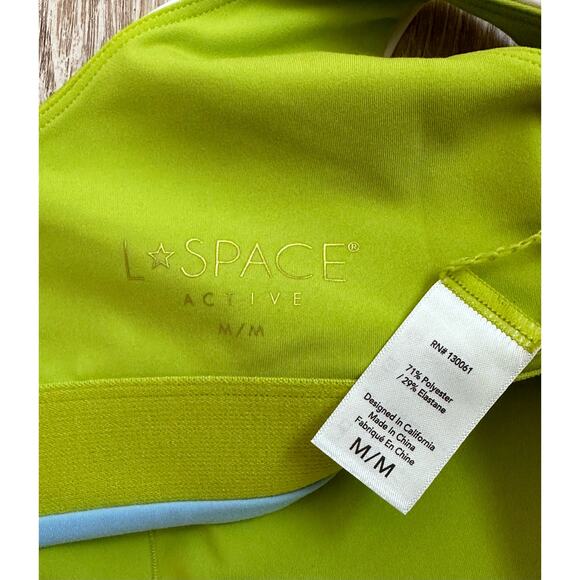 L☆SPACE®
ACTIVE
M/M
RN# 130061
71% Polyester
/ 29% Elastane
Designed In California
Made In China
Fabriqué En Chine
M/M